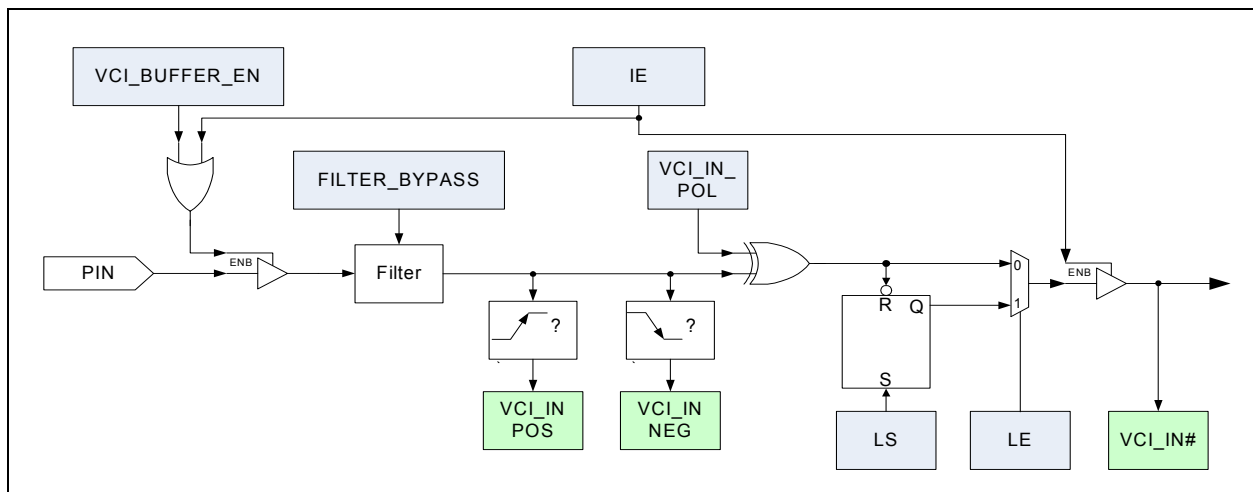 VCI_BUFFER_EN
IE
FILTER_BYPASS
VCI_IN_
POL
PIN
ENB
Filter
0
1
ENB
?
?
R
Q
S
VCI_IN
POS
VCI_IN
NEG
LS
LE
VCI_IN#